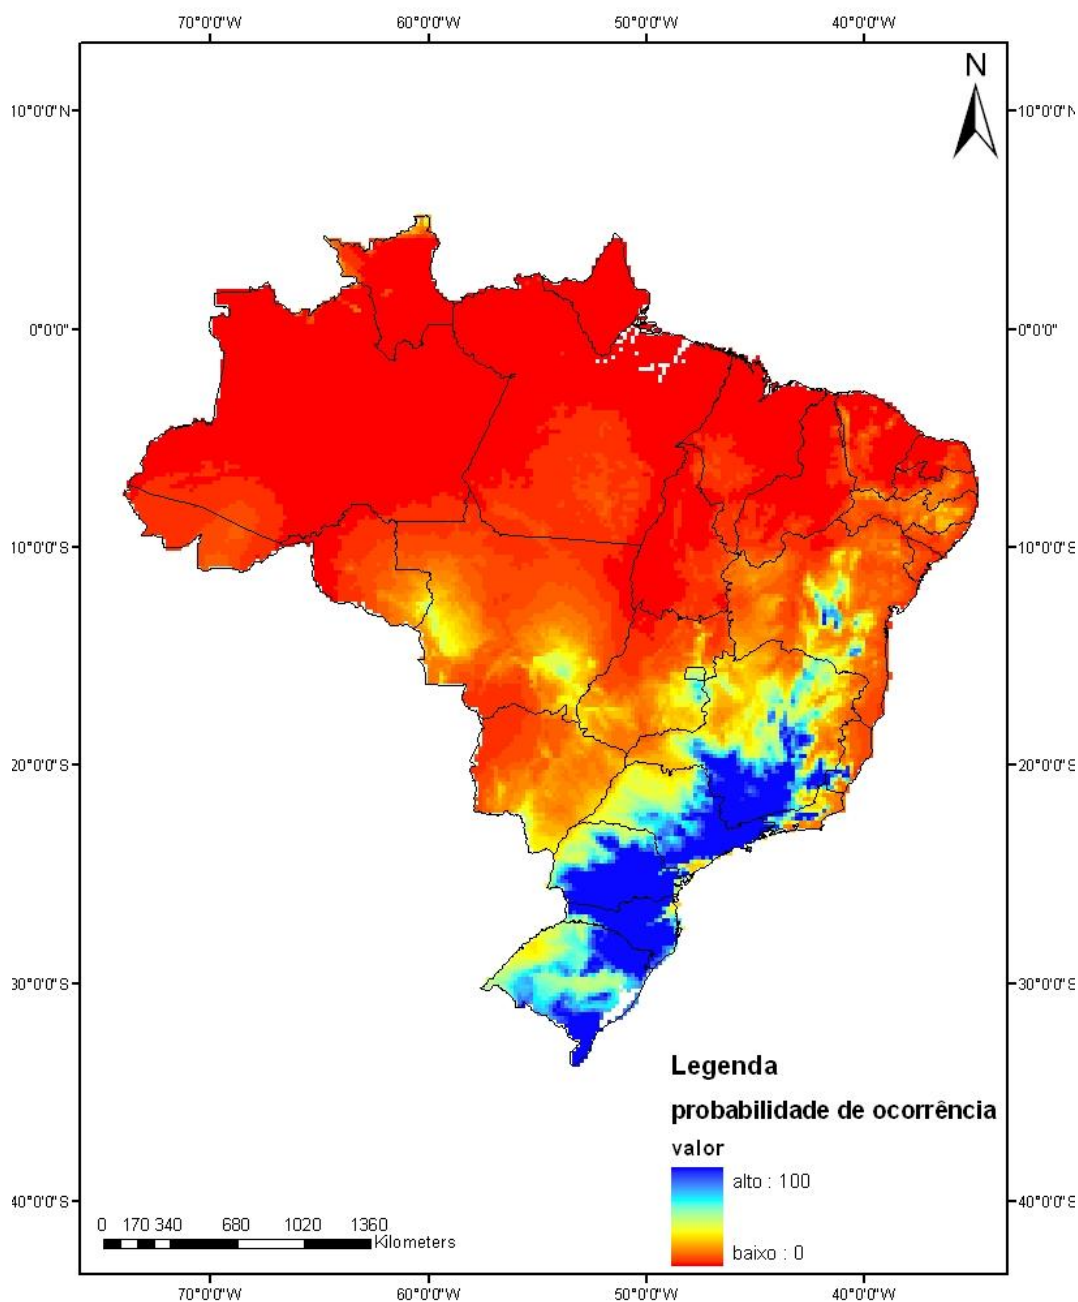 70°0'0"W 60°0'0"W 50°0'0"W 40°0'0"W
N
10°0'0"N 10°0'0"N
0°0'0" 0°0'0"
10°0'0"S 10°0'0"S
20°0'0"S 20°0'0"S
30°0'0"S 30°0'0"S
Legenda
probabilidade de ocorrência
valor
alto : 100
baixo : 0
40°0'0"S 40°0'0"S
0 170 340 680 1020 1360
Kilometers
70°0'0"W 60°0'0"W 50°0'0"W 40°0'0"W